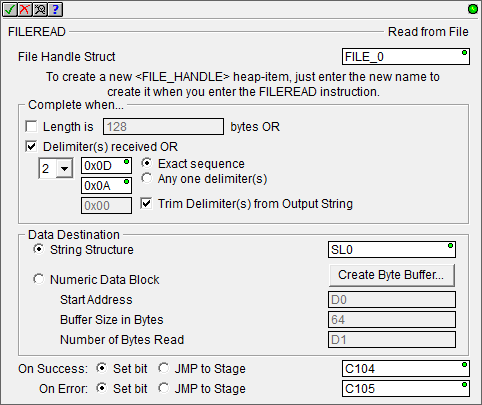 FILEREAD Read from File
File Handle Struct FILE_0
To create a new <FILE_HANDLE> heap-item, just enter the new name to
create it when you enter the FILEREAD instruction.
Complete when...
Length is 128 bytes OR
Delimiter(s) received OR
2 0x0D Exact sequence
0x0A Any one delimiter(s)
0x00 Trim Delimiter(s) from Output String
Data Destination
String Structure SL0
Numeric Data Block Create Byte Buffer...
Start Address D0
Buffer Size in Bytes 64
Number of Bytes Read D1
On Success: Set bit JMP to Stage C104
On Error: Set bit JMP to Stage C105